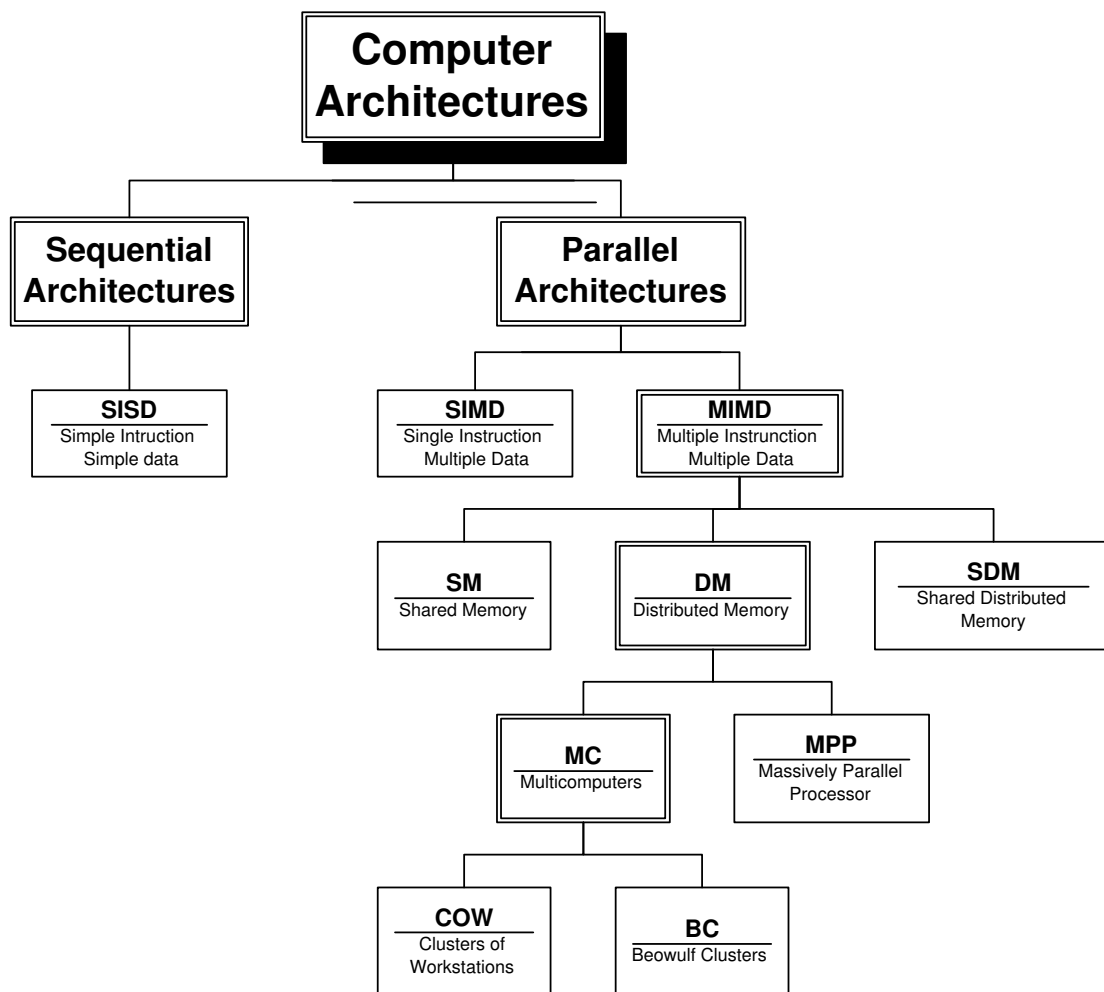 Computer
Architectures
Sequential
Architectures
Parallel
Architectures
SISD
Simple Intruction
Simple data
SIMD
Single Instruction
Multiple Data
MIMD
Multiple Instrunction
Multiple Data
SM
Shared Memory
DM
Distributed Memory
SDM
Shared Distributed
Memory
MC
Multicomputers
MPP
Massively Parallel
Processor
COW
Clusters of
Workstations
BC
Beowulf Clusters